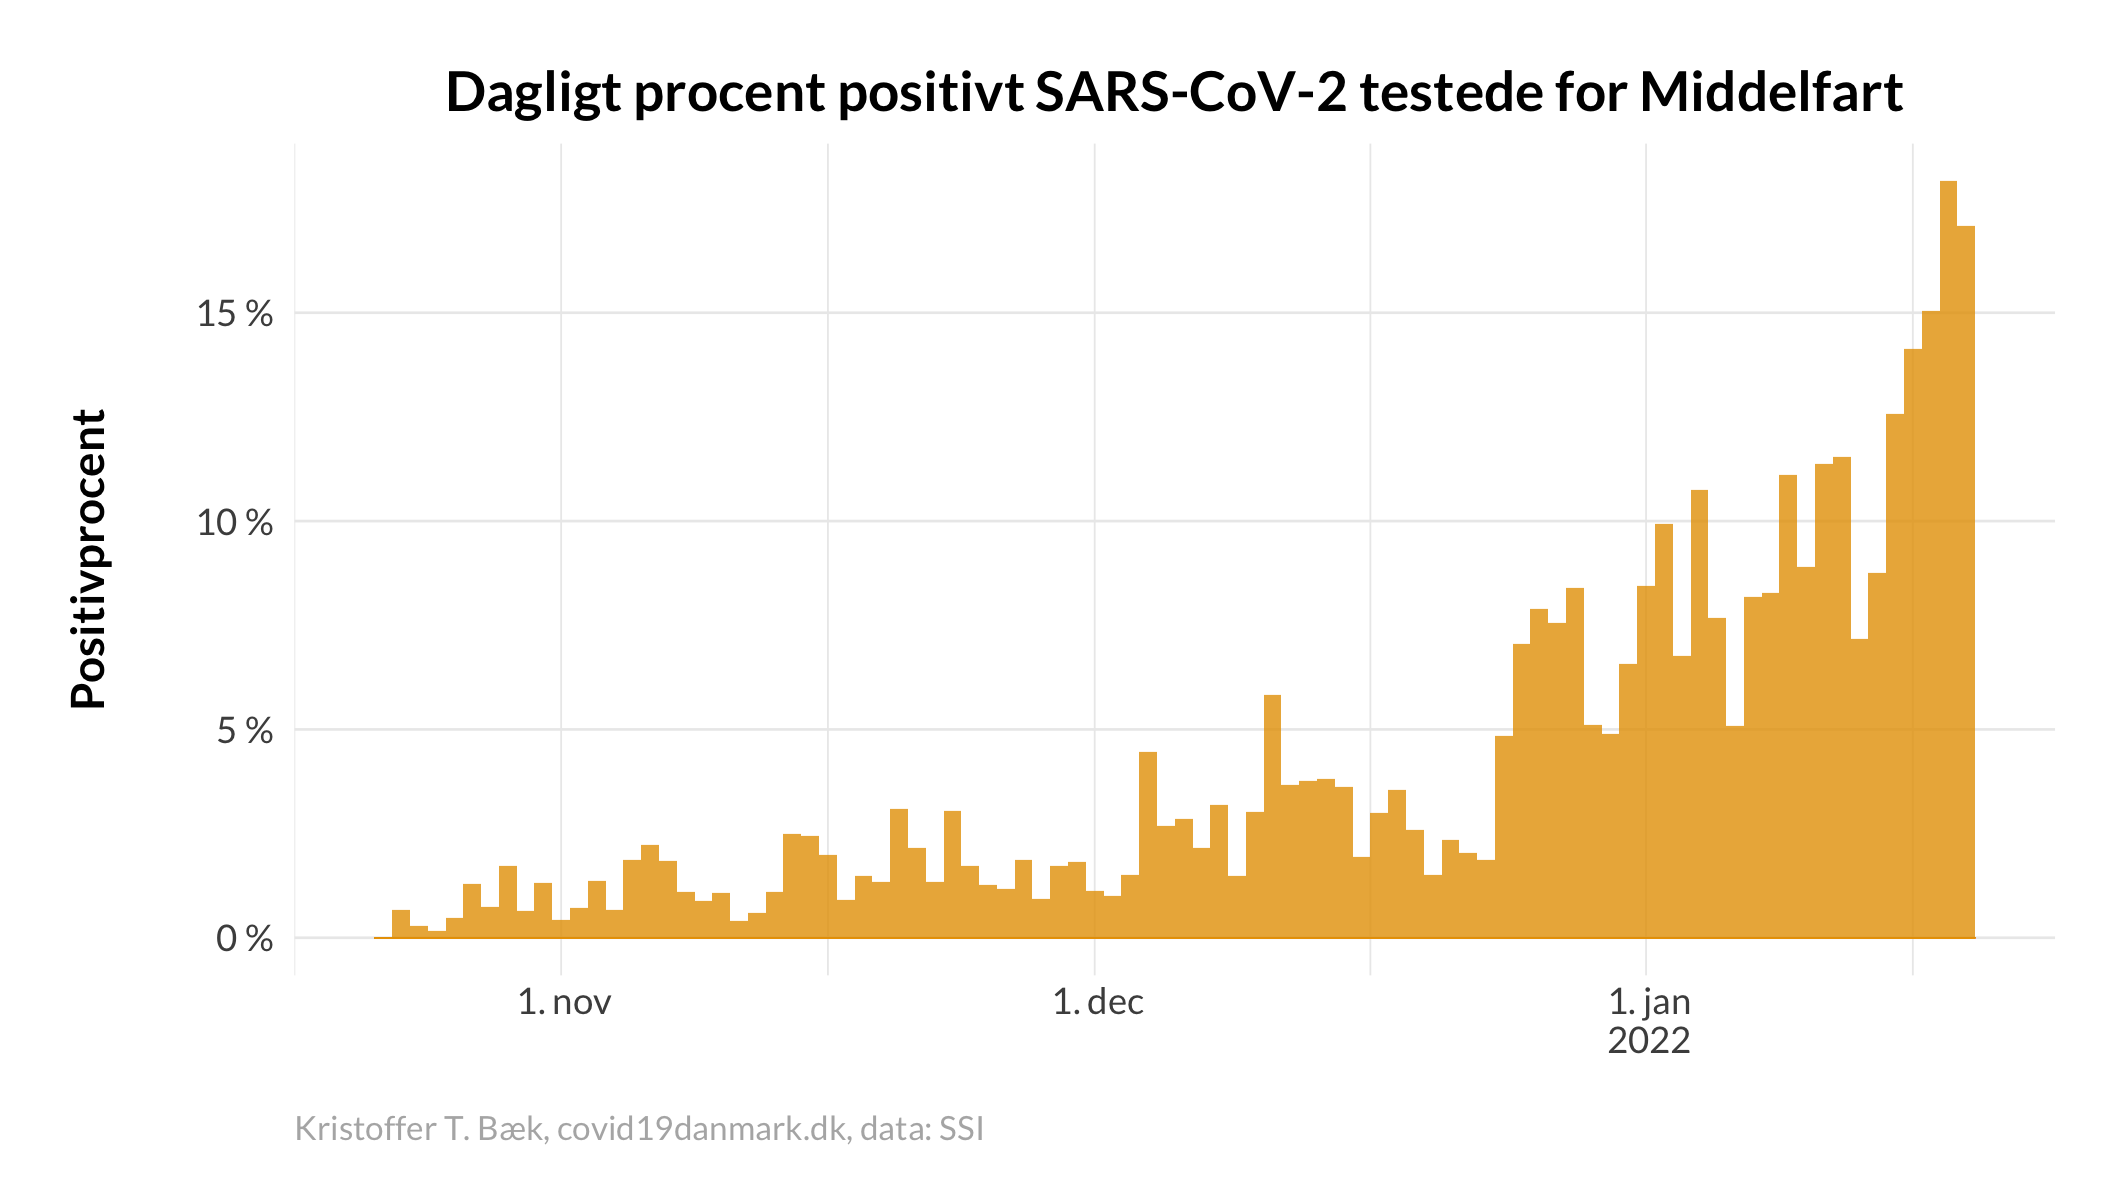 Dagligt procent positivt SARS-CoV-2 testede for Middelfart
Positivprocent
15 %
10 %
5 %
0 %
1. nov
1. dec
1. jan
2022
Kristoffer T. Bæk, covid19danmark.dk, data: SSI